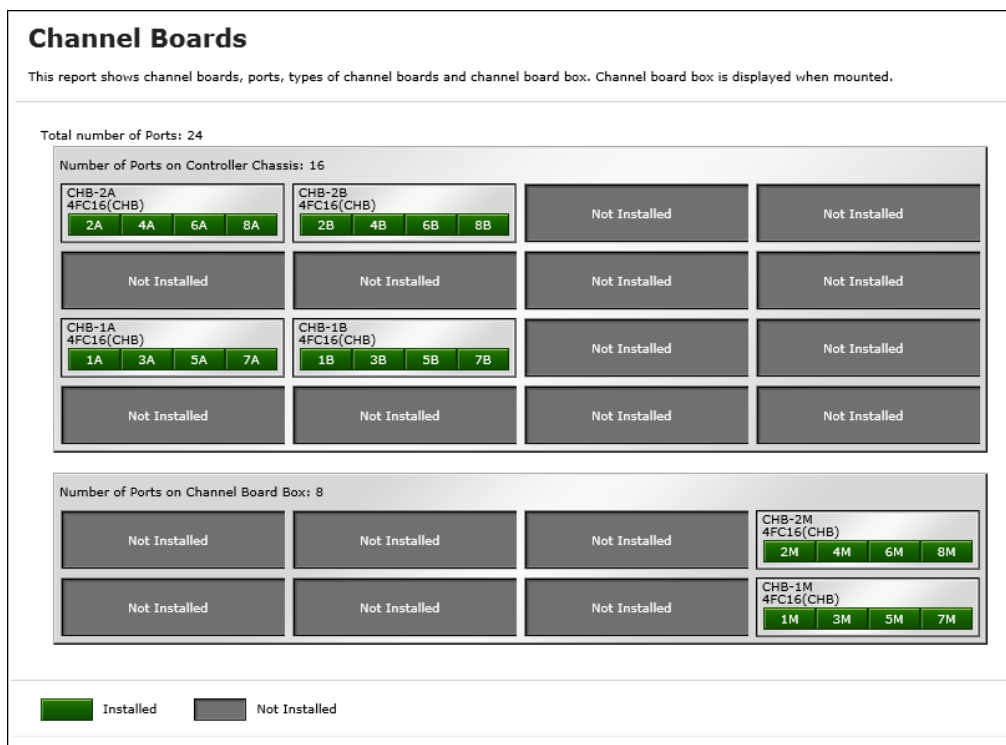 Channel Boards
This report shows channel boards, ports, types of channel boards and channel board box. Channel board box is displayed when mounted.
Total number of Ports: 24
Number of Ports on Controller Chassis: 16
CHB-2A
4FC16(CHB)
2A 4A 6A 8A
CHB-2B
4FC16(CHB)
2B 4B 6B 8B
Not Installed
Not Installed
Not Installed
Not Installed
Not Installed
Not Installed
CHB-1A
4FC16(CHB)
1A 3A 5A 7A
CHB-1B
4FC16(CHB)
1B 3B 5B 7B
Not Installed
Not Installed
Not Installed
Not Installed
Not Installed
Not Installed
Number of Ports on Channel Board Box: 8
Not Installed
Not Installed
Not Installed
CHB-2M
4FC16(CHB)
2M 4M 6M 8M
Not Installed
Not Installed
Not Installed
CHB-1M
4FC16(CHB)
1M 3M 5M 7M
Installed
Not Installed